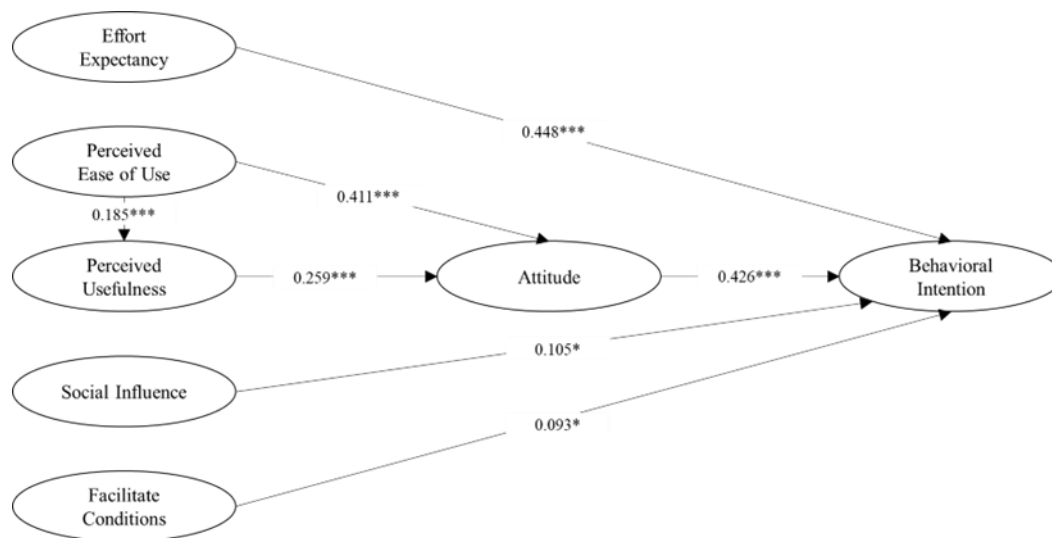 Effort
Expectancy
0.448***
Perceived
Ease of Use
0.411***
0.185***
Perceived
Usefulness
0.259***
Attitude
0.426***
Behavioral
Intention
0.105*
Social Influence
0.093*
Facilitate
Conditions